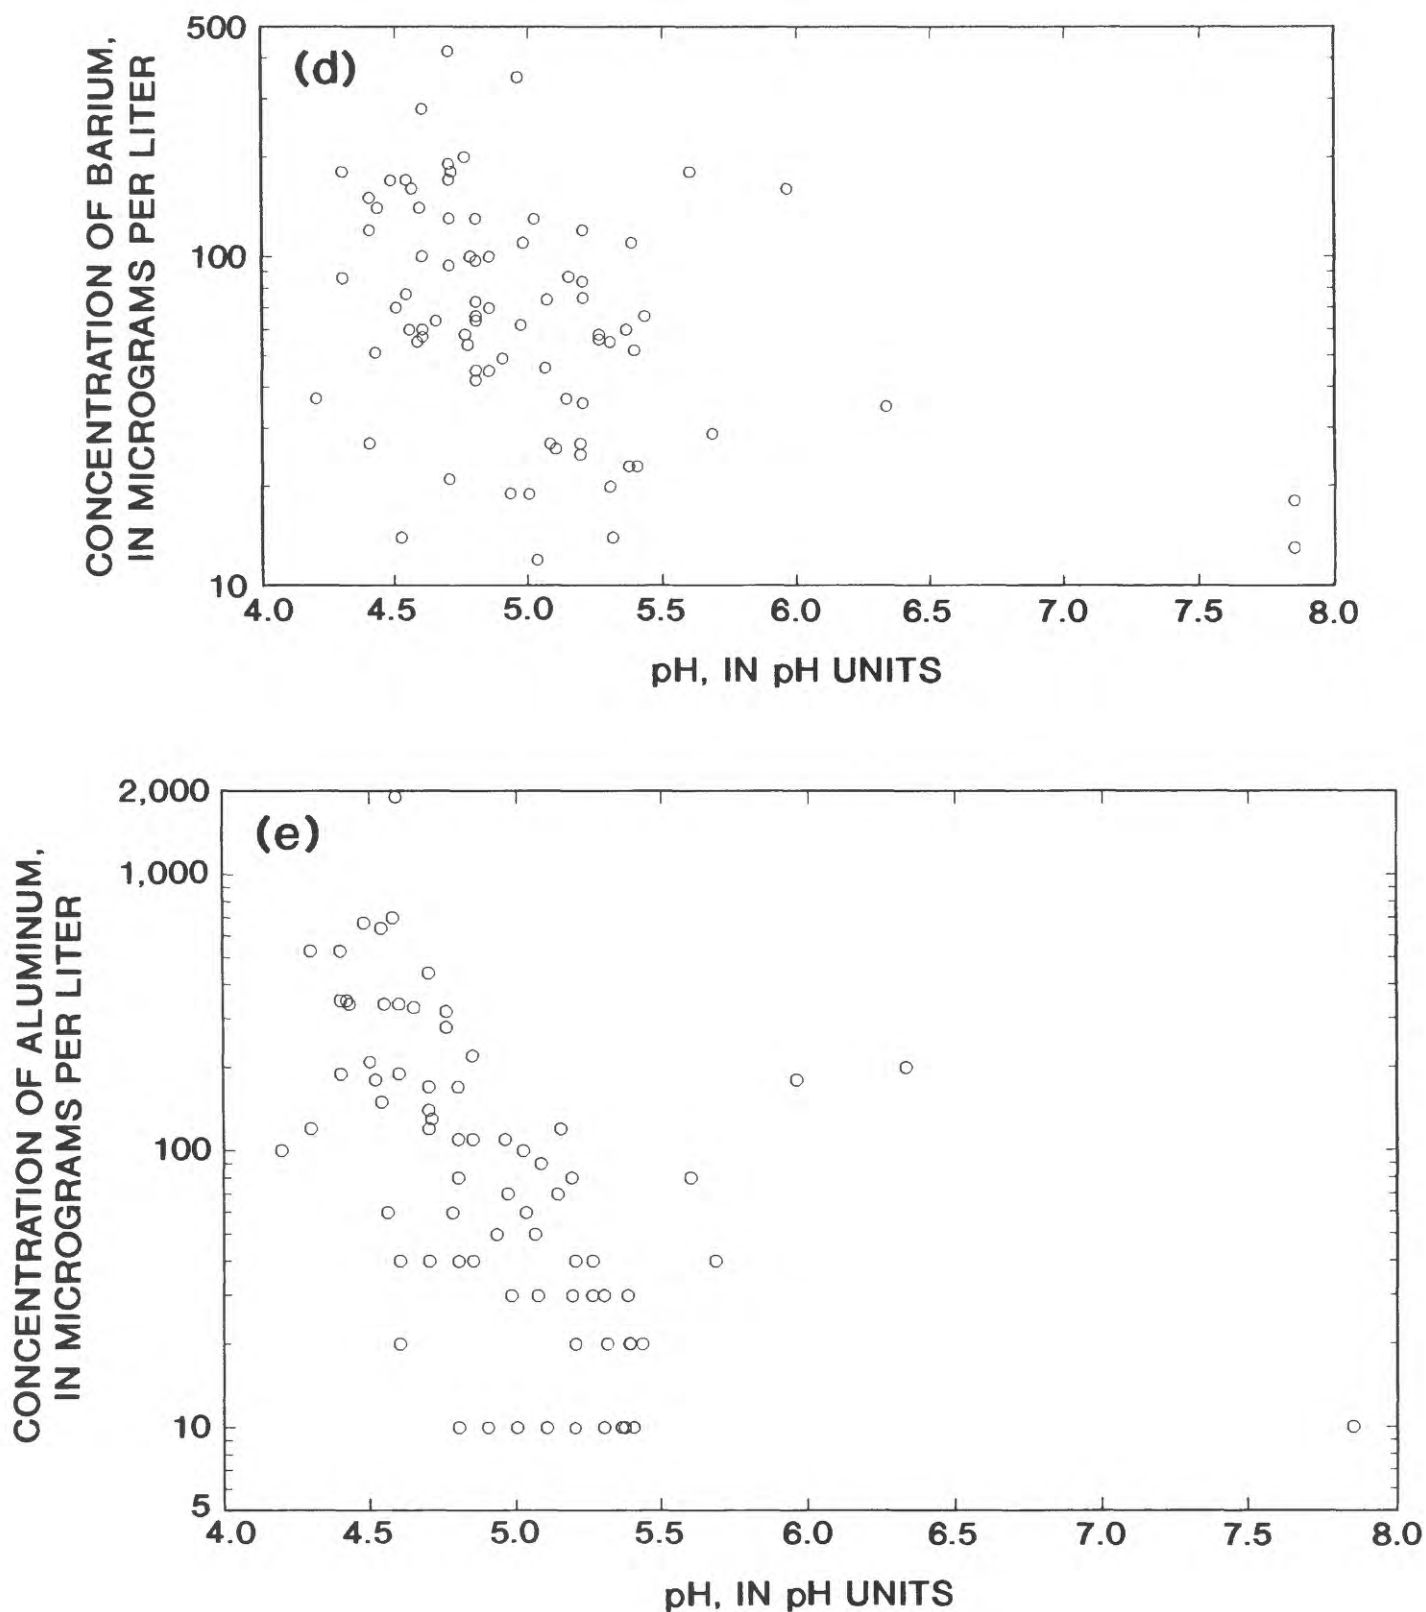 (d)
CONCENTRATION OF BARIUM,
IN MICROGRAMS PER LITER
500
100
10
4.0 4.5 5.0 5.5 6.0 6.5 7.0 7.5 8.0
pH, IN pH UNITS
(e)
CONCENTRATION OF ALUMINUM,
IN MICROGRAMS PER LITER
2,000
1,000
100
10
5
4.0 4.5 5.0 5.5 6.0 6.5 7.0 7.5 8.0
pH, IN pH UNITS